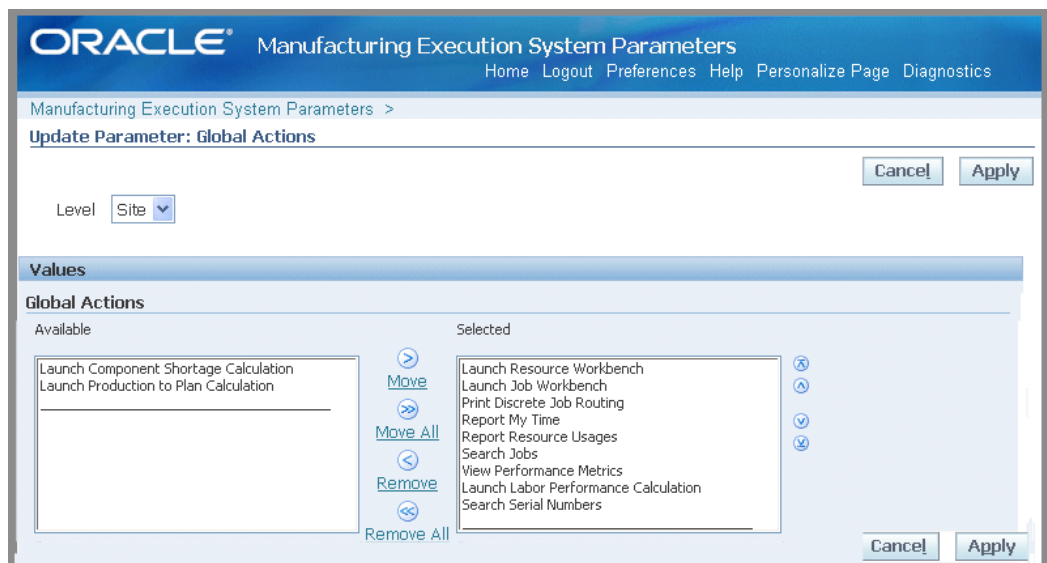 ORACLE® Manufacturing Execution System Parameters
Home Logout Preferences Help Personalize Page Diagnostics
Manufacturing Execution System Parameters >
Update Parameter: Global Actions
Cancel Apply
Level Site
Values
Global Actions
Available
Selected
Launch Component Shortage Calculation
Launch Production to Plan Calculation
Move
Move All
Remove
Remove All
Launch Resource Workbench
Launch Job Workbench
Print Discrete Job Routing
Report My Time
Report Resource Usages
Search Jobs
View Performance Metrics
Launch Labor Performance Calculation
Search Serial Numbers
Cancel Apply